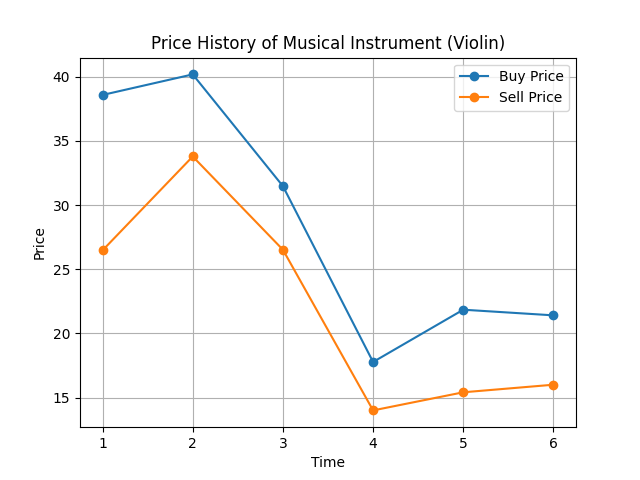 Price History of Musical Instrument (Violin)
Buy Price
Sell Price
40
35
30
25
20
15
Price
1 2 3 4 5 6
Time